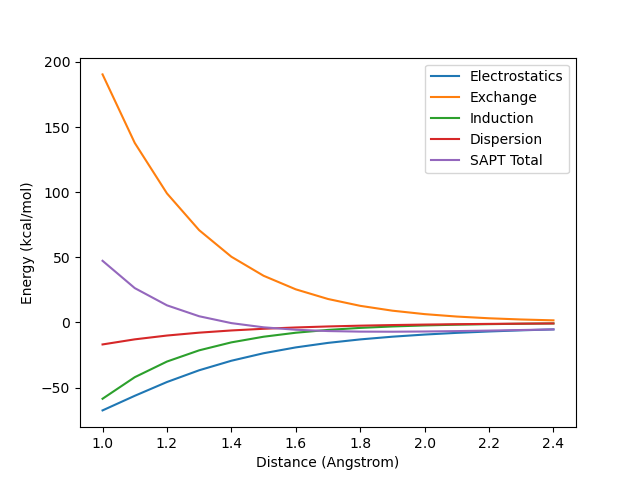 200
150
100
50
0
−50
Energy (kcal/mol)
1.0 1.2 1.4 1.6 1.8 2.0 2.2 2.4
Distance (Angstrom)
Electrostatics
Exchange
Induction
Dispersion
SAPT Total